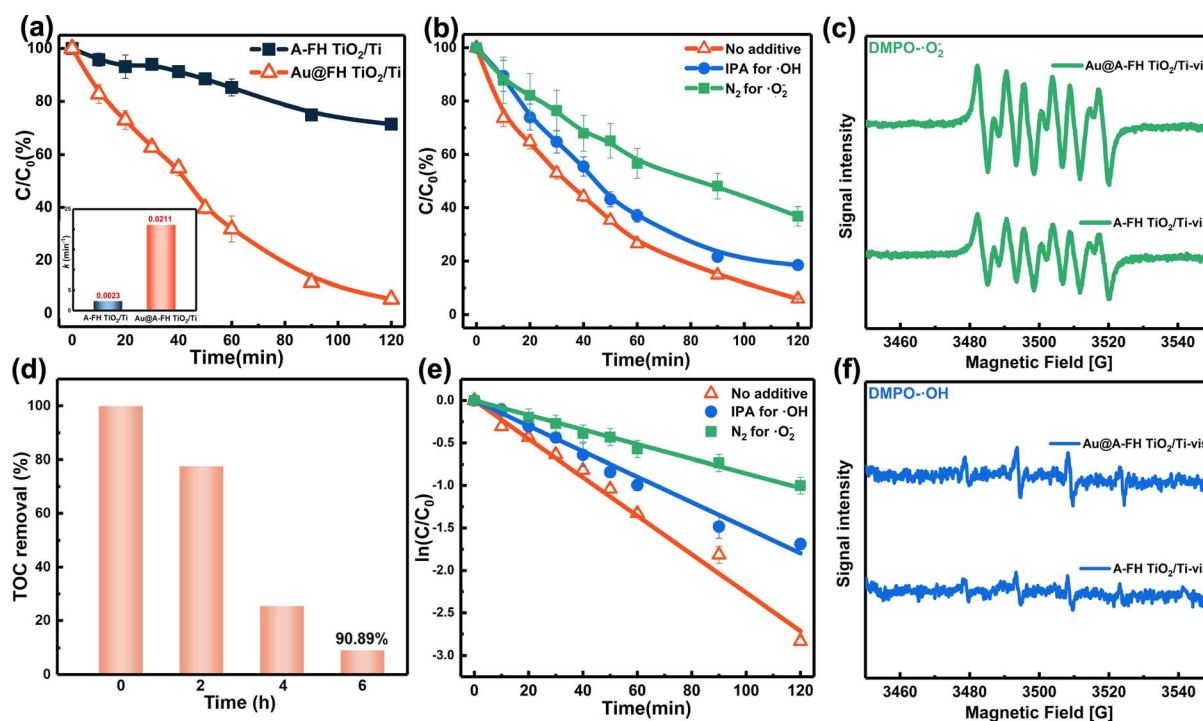 (a)
A-FH TiO2/Ti
Au@FH TiO2/Ti
C/C0(%)
100
80
60
40
20
0
k (min-1)
25
5
0
0.0023
0.0211
A-FH TiO2/Ti
Au@A-FH TiO2/Ti
0 20 40 60 80 100 120
Time(min)
(b)
No additive
IPA for ·OH
N2 for ·O2-
C/C0(%)
100
80
60
40
20
0
0 20 40 60 80 100 120
Time(min)
(c)
DMPO-·O2-
Au@A-FH TiO2/Ti-vi
A-FH TiO2/Ti-vi
Signal intensity
3460 3480 3500 3520 3540
Magnetic Field [G]
(d)
TOC removal (%)
100
80
60
40
20
0
90.89%
0 2 4 6
Time (h)
(e)
No additive
IPA for ·OH
N2 for ·O2-
ln(C/C0)
0.0
-0.5
-1.0
-1.5
-2.0
-2.5
-3.0
0 20 40 60 80 100 120
Time(min)
(f)
DMPO-·OH
Au@A-FH TiO2/Ti-vis
A-FH TiO2/Ti-vi
Signal intensity
3460 3480 3500 3520 3540
Magnetic Field [G]